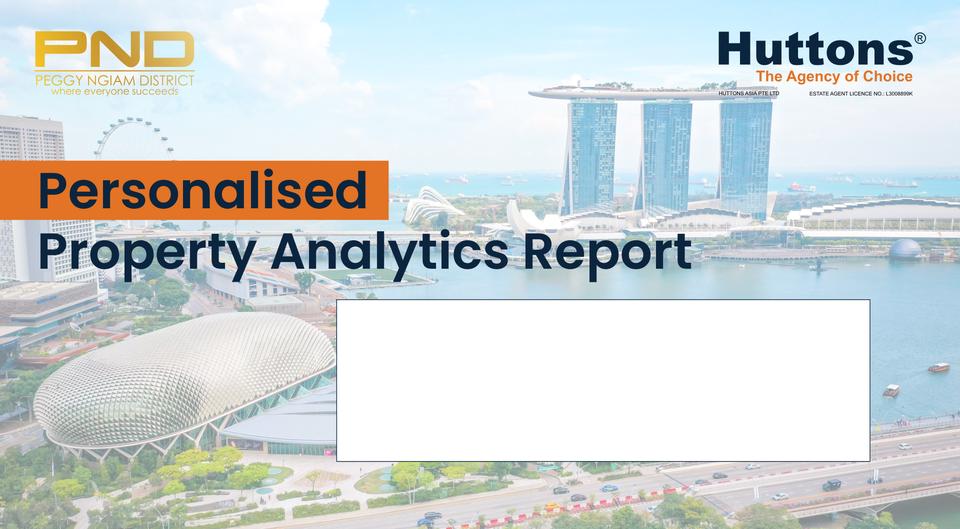 PND
PEGGY NGIAM DISTRICT
where everyone succeeds
Huttons®
The Agency of Choice
HUTTONS ASIA PTE LTD ESTATE AGENT LICENCE NO.: L3008899K
Personalised
Property Analytics Report